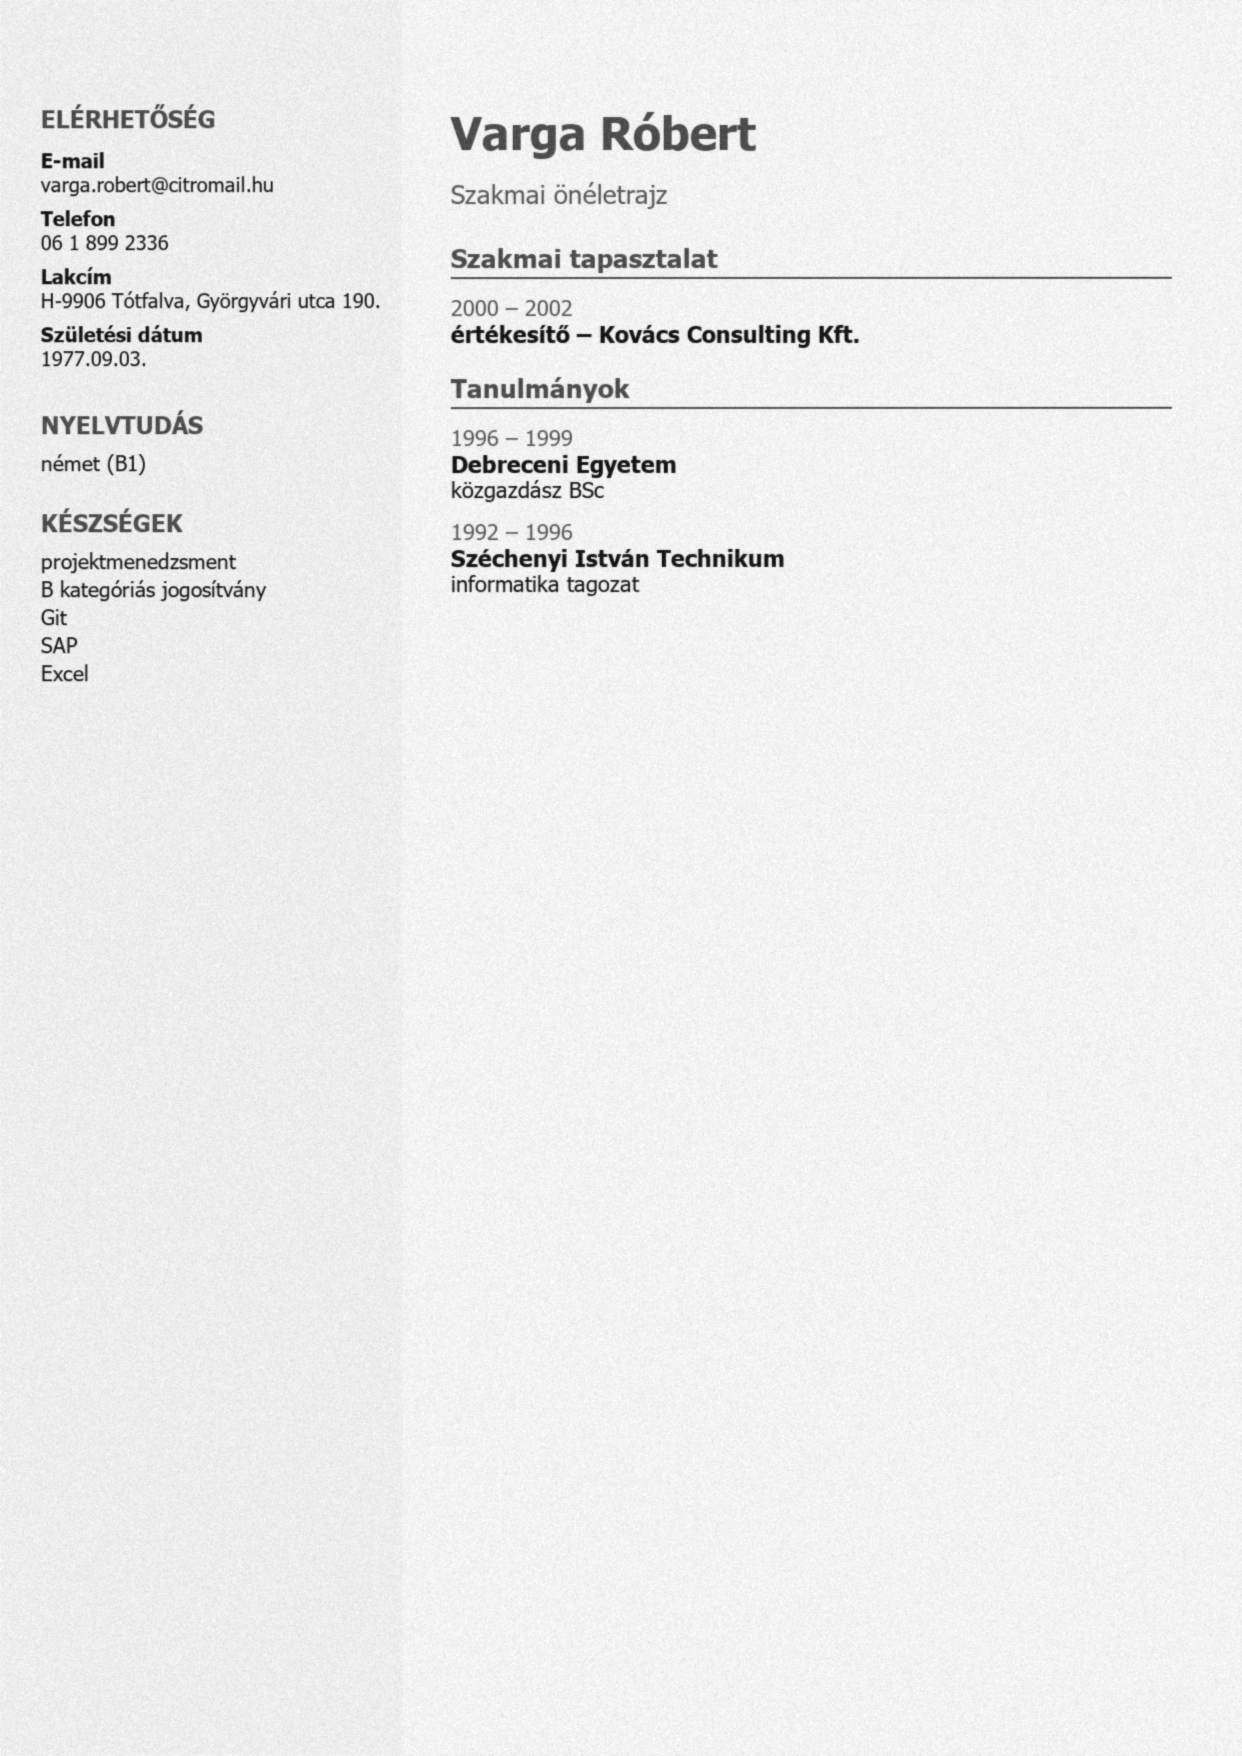 ELÉRHETŐSÉG
E-mail
varga.robert@citromail.hu
Telefon
06 1 899 2336
Lakcím
H-9906 Tótfalva, Györgyvári utca 190.
Születési dátum
1977.09.03.
NYELVTUDÁS
német (B1)
KÉSZSÉGEK
projektmenedzsment
B kategóriás jogosítvány
Git
SAP
Excel
Varga Róbert
Szakmai önéletrajz
Szakmai tapasztalat
2000 – 2002
értékesítő – Kovács Consulting Kft.
Tanulmányok
1996 – 1999
Debreceni Egyetem
közgazdász BSc
1992 – 1996
Széchenyi István Technikum
informatika tagozat